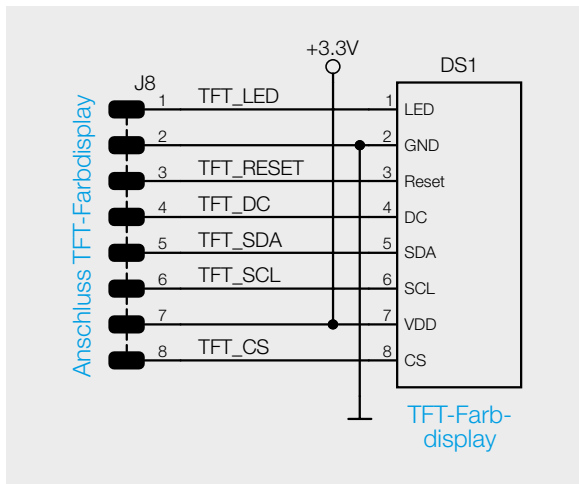 +3.3V
J8
DS1
1 TFT_LED 1 LED
2 2 GND
3 TFT_RESET 3 Reset
4 TFT_DC 4 DC
5 TFT_SDA 5 SDA
6 TFT_SCL 6 SCL
7 7 VDD
8 TFT_CS 8 CS
Anschluss TFT-Farbdisplay
TFT-Farb-
display